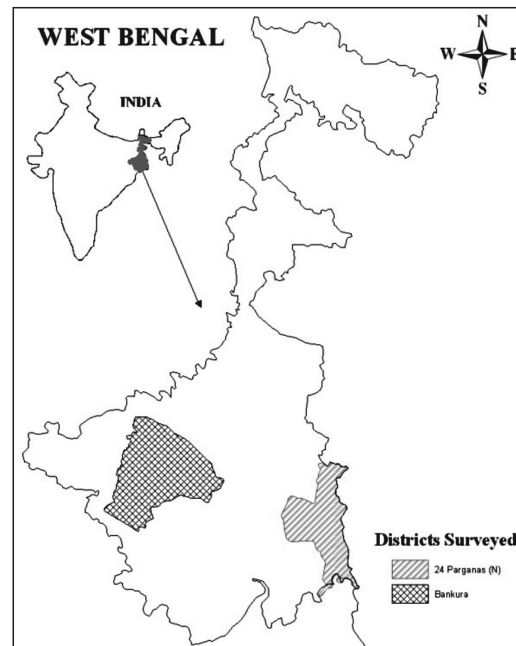 WEST BENGAL
INDIA
N
W E
S
Districts Surveyed
24 Parganas (N)
Bankura